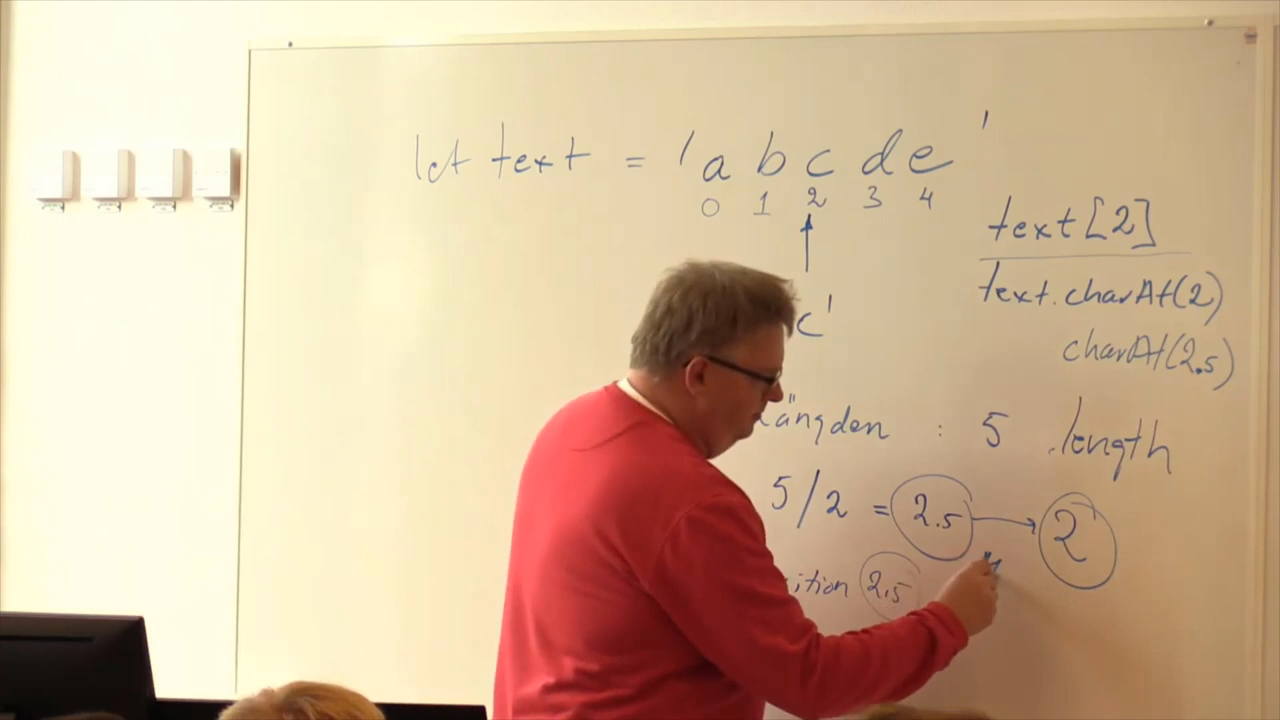 let text = 'abcde'
0 1 2 3 4
text[2]
text.charAt(2)
c'
charAt(2.5)
Längden : 5 .length
5/2 = 2.5 → 2
ition 2.5